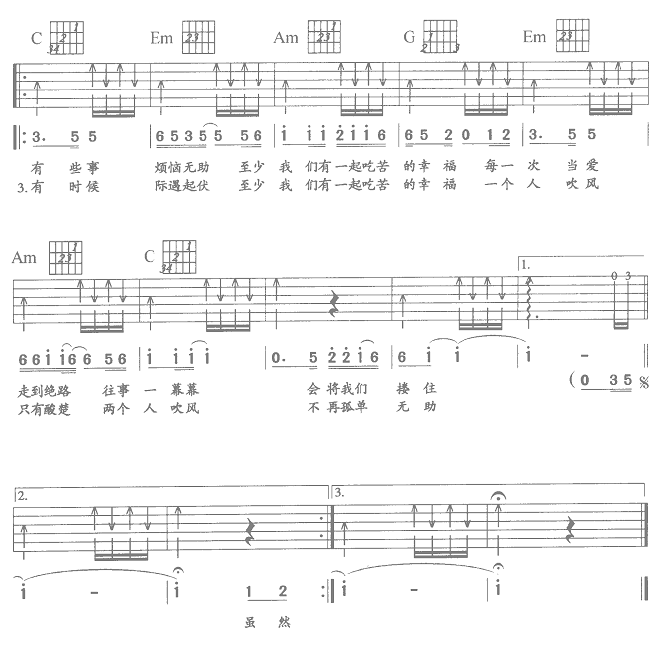 C Em Am G Em
3. 5 5 6 5 3 5 5 5 5 6 i i i 2 i i 6 6 5 2 0 1 2 3. 5 5
有 些 事 烦恼无助 至少 我 们有一起吃苦 的幸 福 每一 次 当爱
3.有 时 候 际遇起伏 至少 我 们有一起吃苦 的幸 福 一个 人 吹风
Am C
1.
0 3
6 6 i i 6 6 5 6 i i i i 0. 5 2 2 i 6 6 i i i -
(0 3 5
走到绝路 往事 一 幕幕 会 将我们 搂 住
只有酸楚 两个 人 吹风 不 再孤单 无 助
2. 3.
i - i 1 2 i - i
虽 然